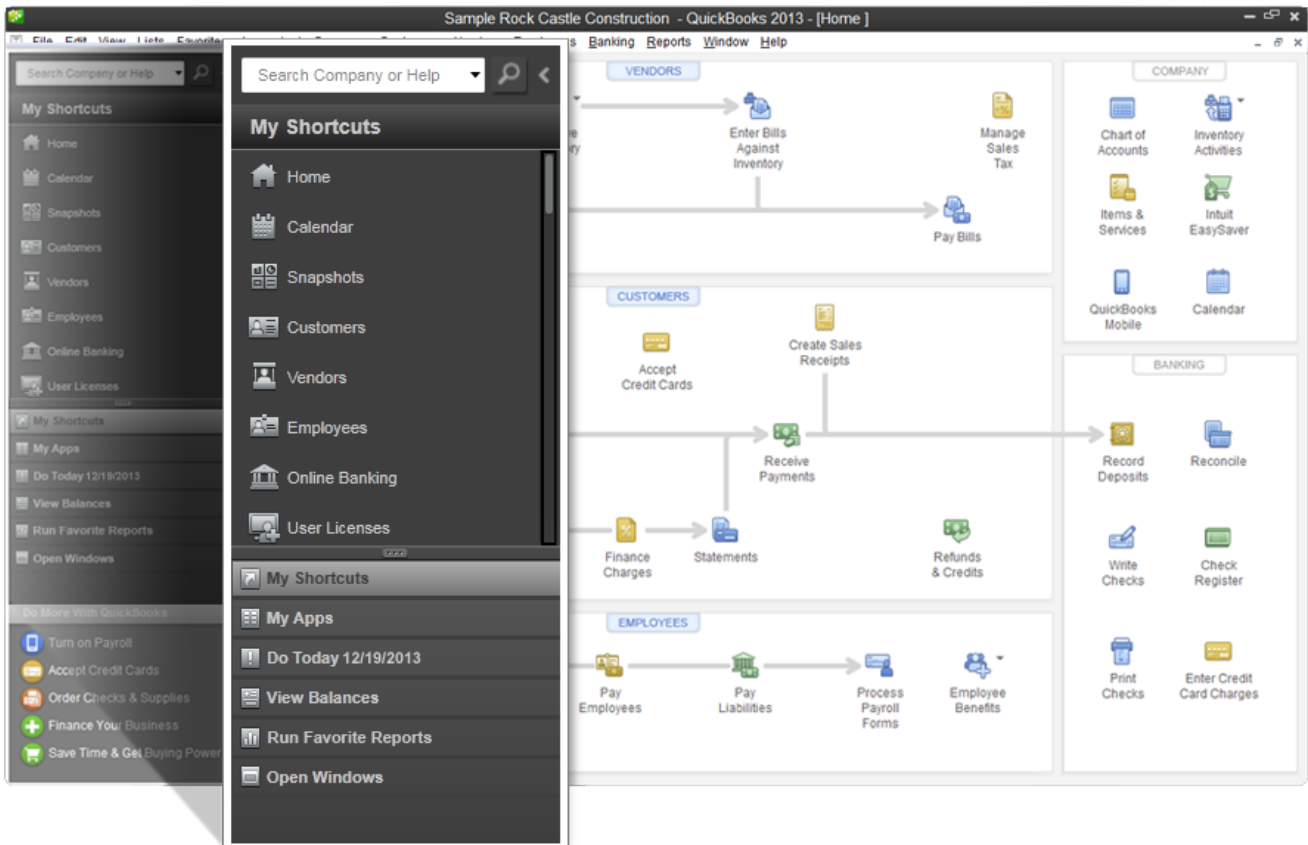 Sample Rock Castle Construction - QuickBooks 2013 - [Home ]
File Edit View Lists Favorites
Banking Reports Window Help
Search Company or Help
My Shortcuts
Home
Calendar
Snapshots
Customers
Vendors
Employees
Online Banking
User Licenses
My Shortcuts
My Apps
Do Today 12/19/2013
View Balances
Run Favorite Reports
Open Windows
Do More With QuickBooks
Turn on Payroll
Accept Credit Cards
Order Checks & Supplies
Finance Your Business
Save Time & Get Buying Power
Search Company or Help
My Shortcuts
Home
Calendar
Snapshots
Customers
Vendors
Employees
Online Banking
User Licenses
My Shortcuts
My Apps
Do Today 12/19/2013
View Balances
Run Favorite Reports
Open Windows
VENDORS
Enter Bills
Against
Inventory
Manage
Sales
Tax
Pay Bills
CUSTOMERS
Create Sales
Receipts
Accept
Credit Cards
Receive
Payments
Finance
Charges
Statements
Refunds
& Credits
EMPLOYEES
Pay
Employees
Pay
Liabilities
Process
Payroll
Forms
Employee
Benefits
COMPANY
Chart of
Accounts
Inventory
Activities
Items &
Services
Intuit
EasySaver
QuickBooks
Mobile
Calendar
BANKING
Record
Deposits
Reconcile
Write
Checks
Check
Register
Print
Checks
Enter Credit
Card Charges